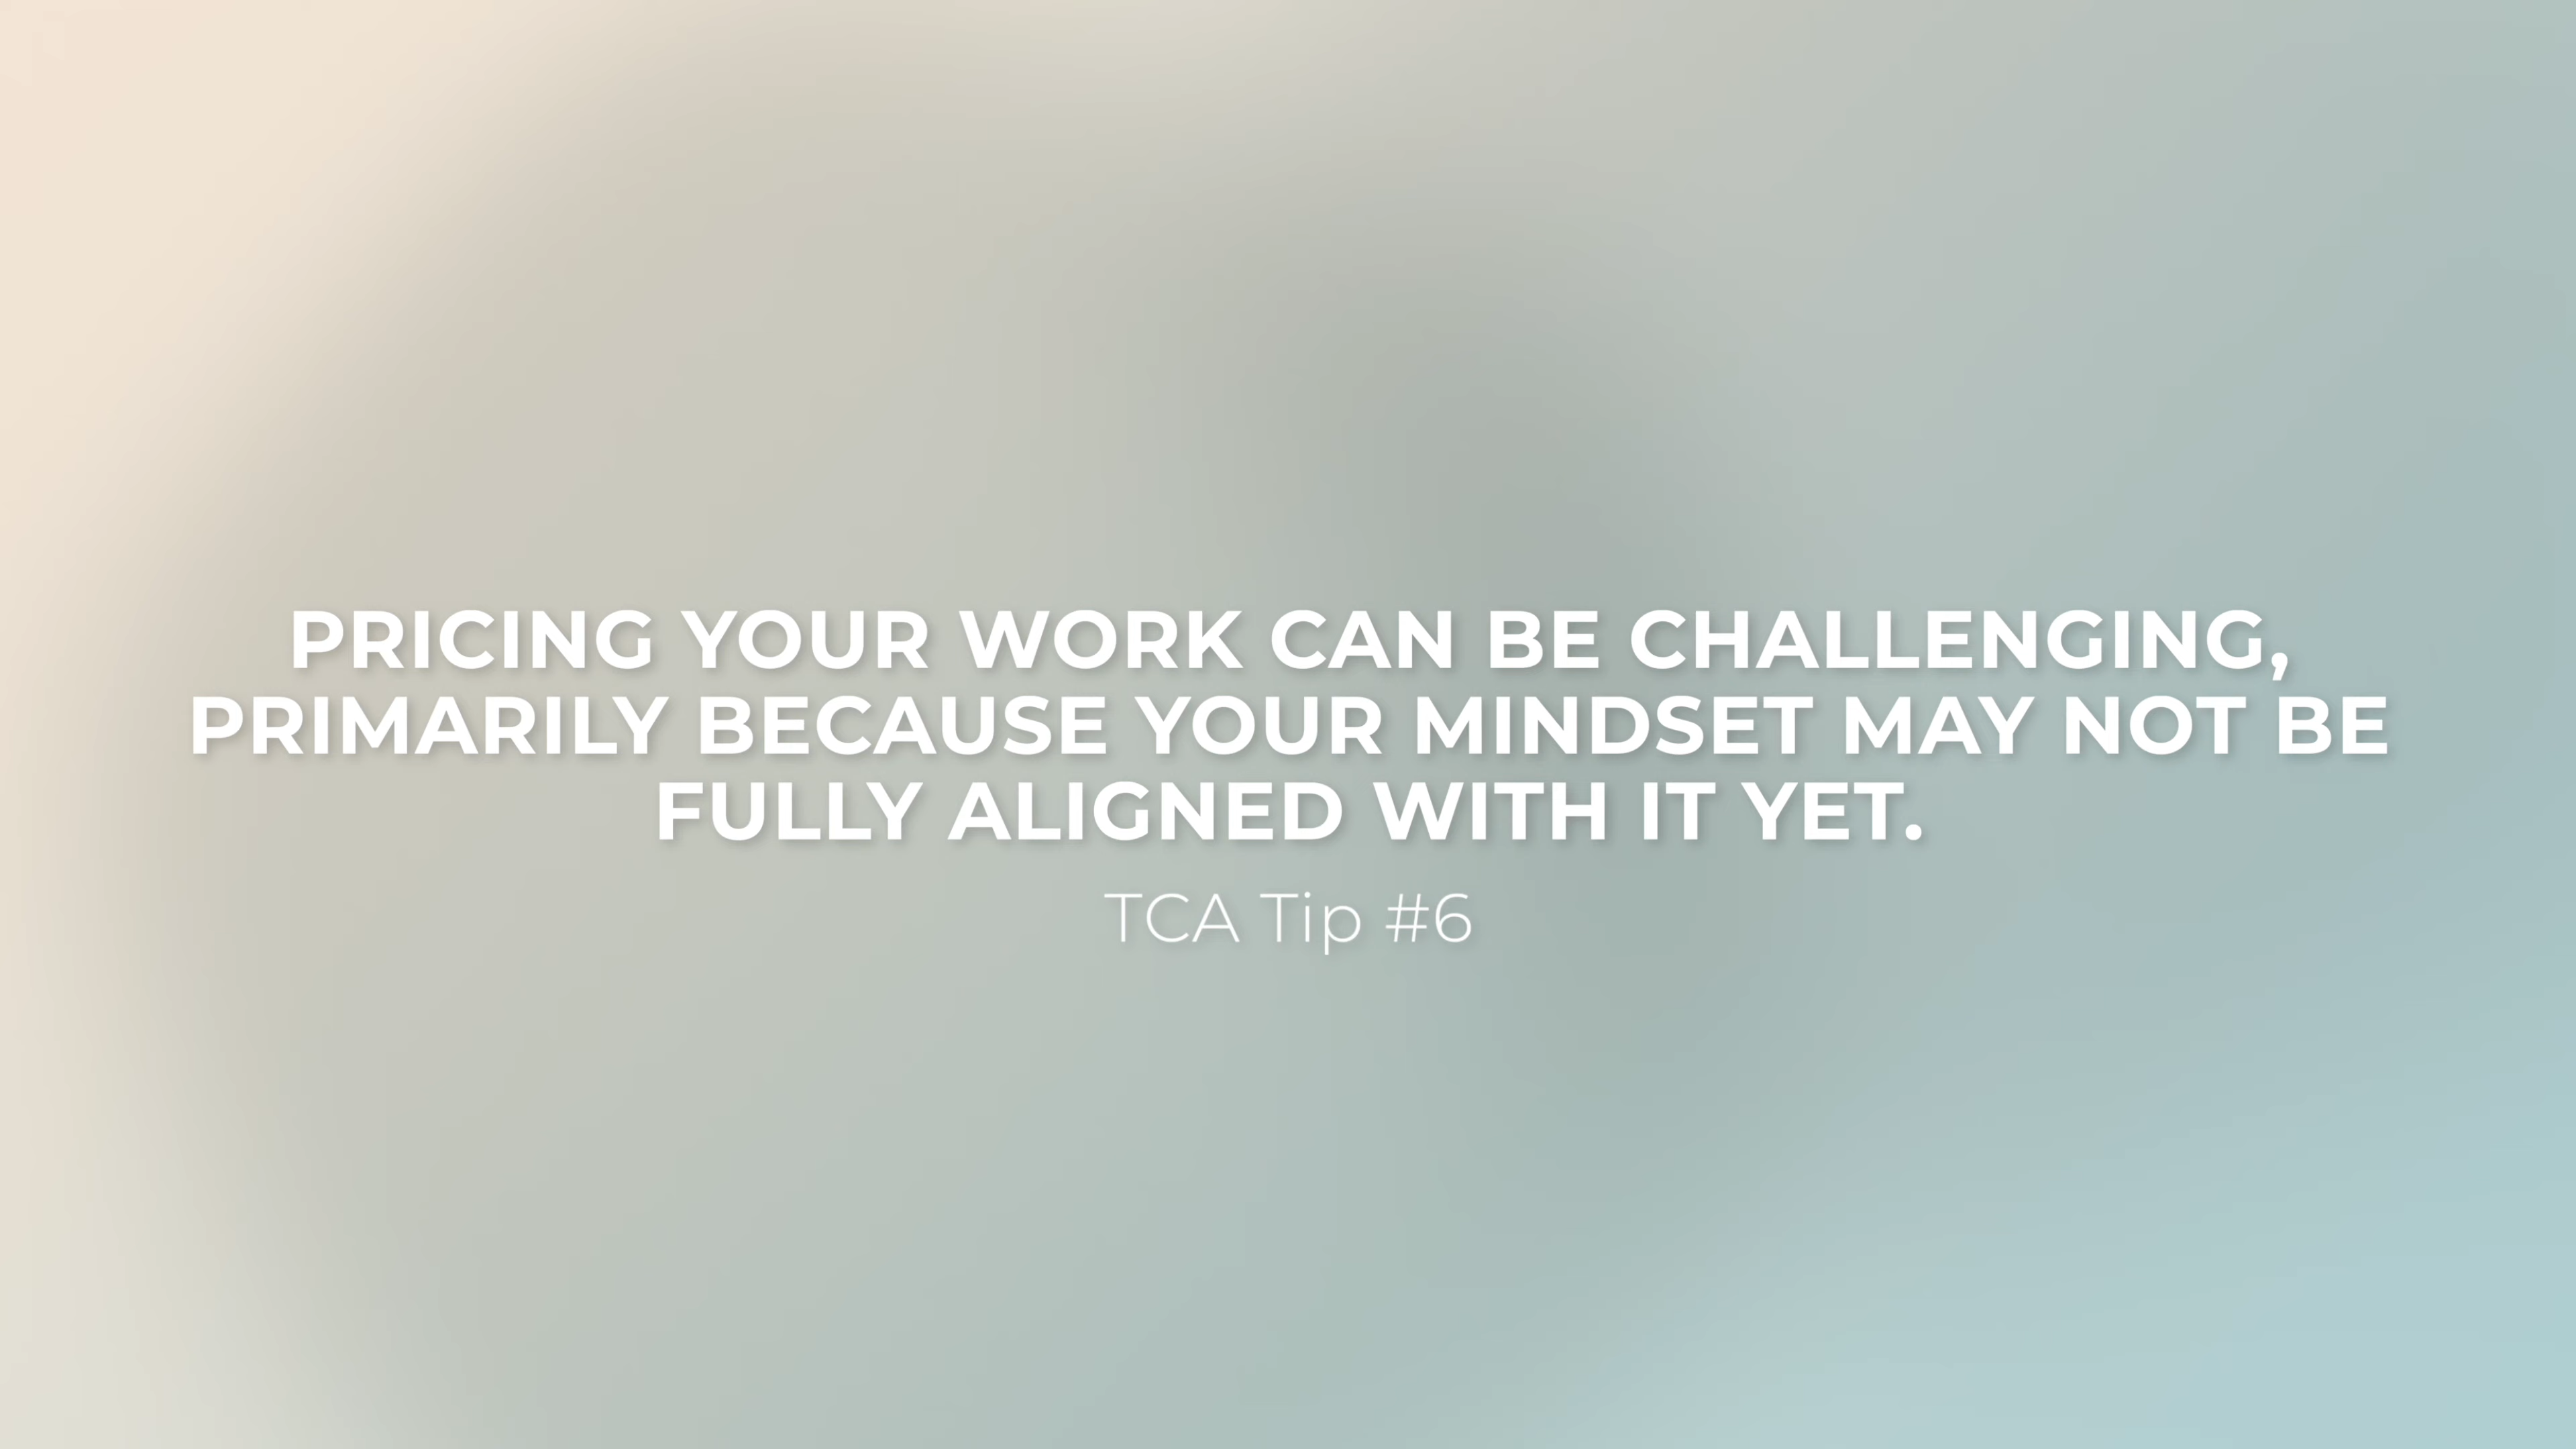 PRICING YOUR WORK CAN BE CHALLENGING,
PRIMARILY BECAUSE YOUR MINDSET MAY NOT BE
FULLY ALIGNED WITH IT YET.
TCA Tip #6